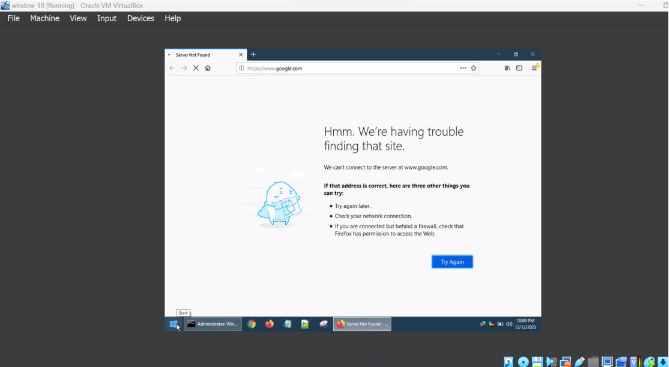 window-10 [Running] - Oracle VM VirtualBox
File Machine View Input Devices Help
Server Not Found
https://www.google.com
Hmm. We're having trouble
finding that site.
We can't connect to the server at www.google.com.
If that address is correct, here are three other things you
can try:
Try again later.
Check your network connection.
If you are connected but behind a firewall, check that
Firefox has permission to access the Web.
Try Again
Start
Administrator: Win...
Server Not Found - ...
10:09 PM
12/12/2023